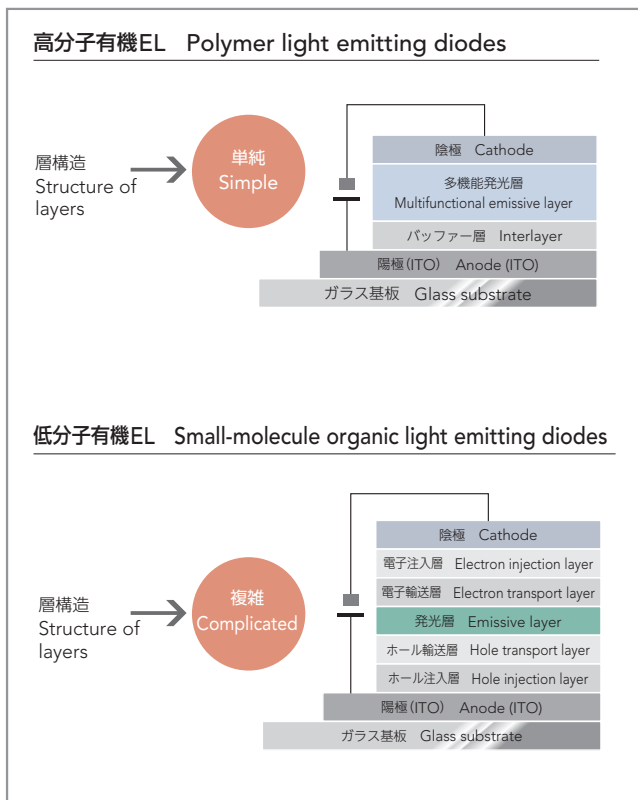 高分子有機EL Polymer light emitting diodes
層構造
Structure of
layers
単純
Simple
陰極 Cathode
多機能発光層
Multifunctional emissive layer
バッファー層 Interlayer
陽極(ITO) Anode (ITO)
ガラス基板 Glass substrate
低分子有機EL Small-molecule organic light emitting diodes
層構造
Structure of
layers
複雑
Complicated
陰極 Cathode
電子注入層 Electron injection layer
電子輸送層 Electron transport layer
発光層 Emissive layer
ホール輸送層 Hole transport layer
ホール注入層 Hole injection layer
陽極(ITO) Anode (ITO)
ガラス基板 Glass substrate